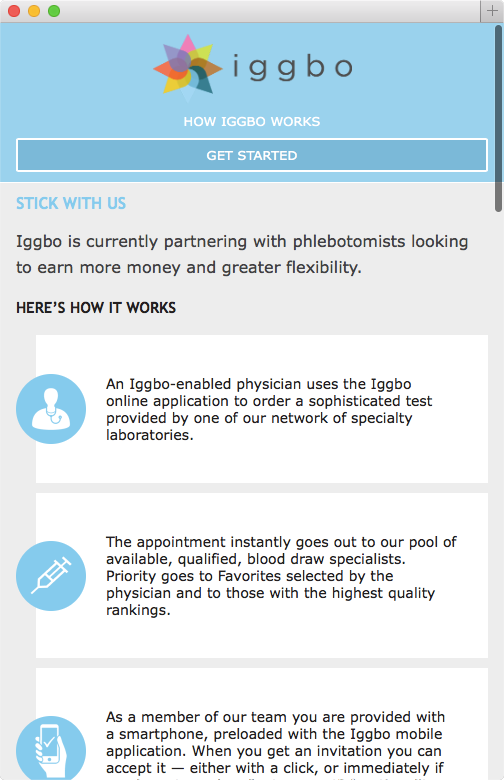 iggbo
HOW IGGBO WORKS
GET STARTED
STICK WITH US
Iggbo is currently partnering with phlebotomists looking
to earn more money and greater flexibility.
HERE'S HOW IT WORKS
An Iggbo-enabled physician uses the Iggbo
online application to order a sophisticated test
provided by one of our network of specialty
laboratories.
The appointment instantly goes out to our pool of
available, qualified, blood draw specialists.
Priority goes to Favorites selected by the
physician and to those with the highest quality
rankings.
As a member of our team you are provided with
a smartphone, preloaded with the Iggbo mobile
application. When you get an invitation you can
accept it — either with a click, or immediately if